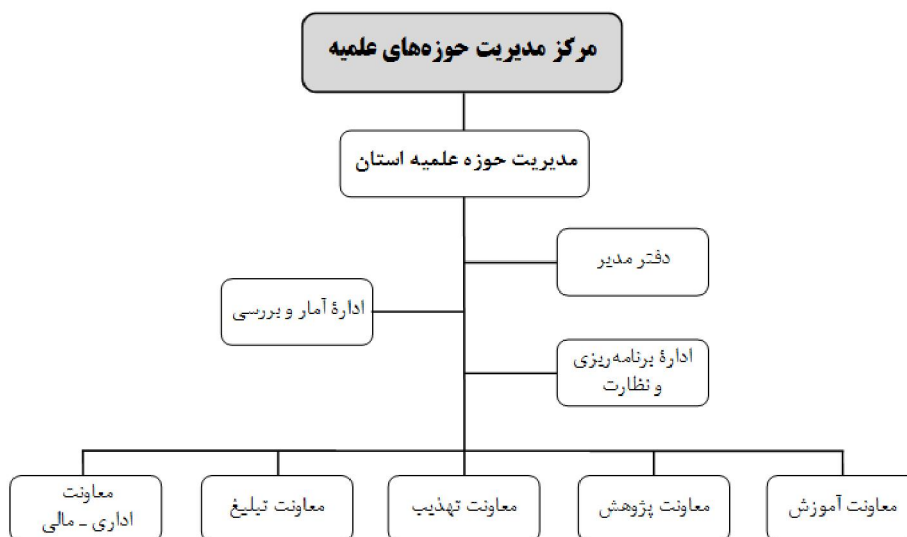 مرکز مدیریت حوزه‌های علمیه
مدیریت حوزه علمیه استان
دفتر مدیر
ادارهٔ آمار و بررسی
ادارهٔ برنامه‌ریزی
و نظارت
معاونت آموزش
معاونت پژوهش
معاونت تهذیب
معاونت تبلیغ
معاونت
اداری ـ مالی